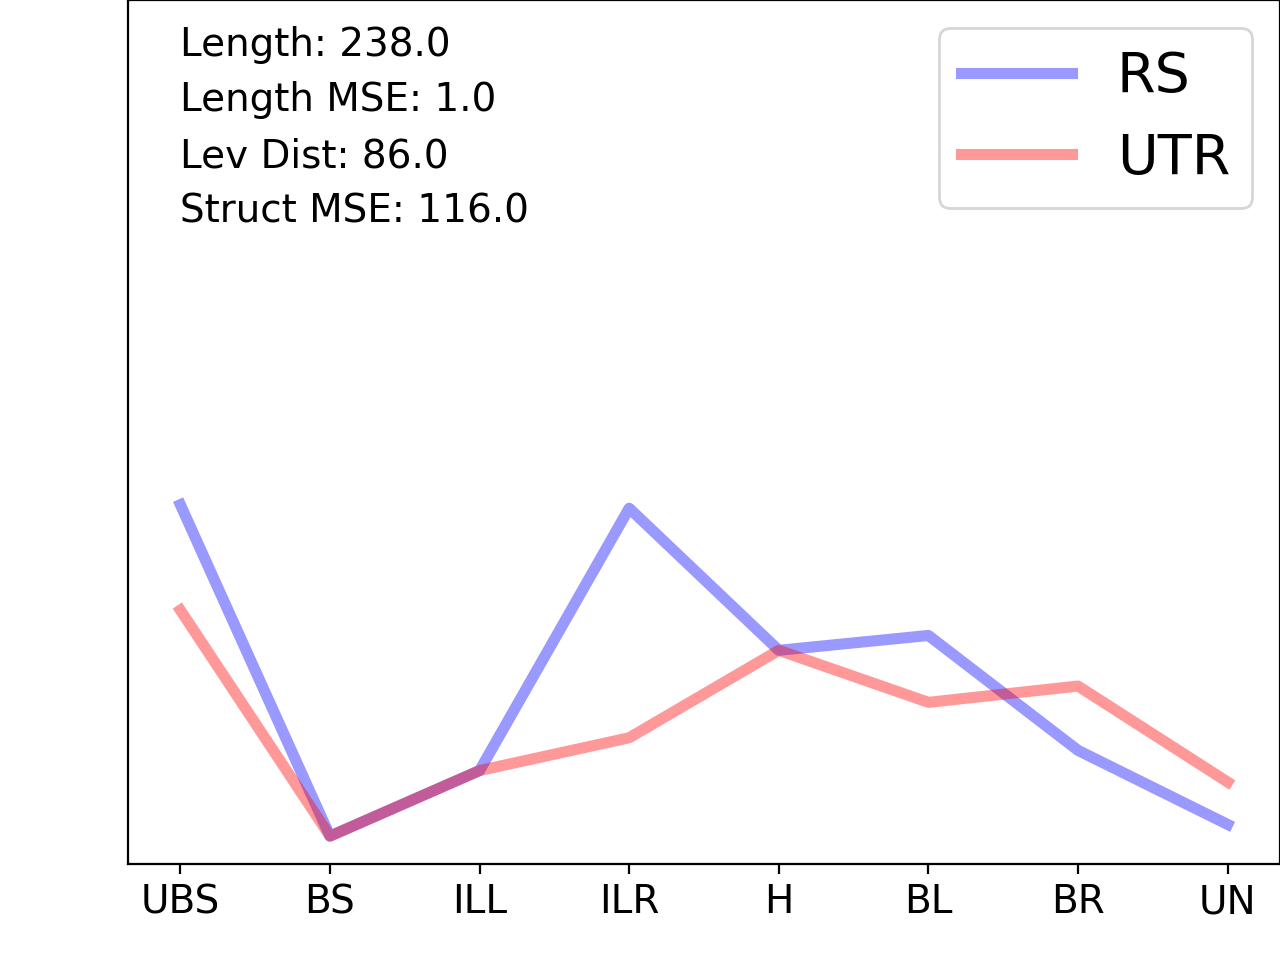 Length: 238.0
Length MSE: 1.0
Lev Dist: 86.0
Struct MSE: 116.0
RS
UTR
UBS BS ILL ILR H BL BR UN